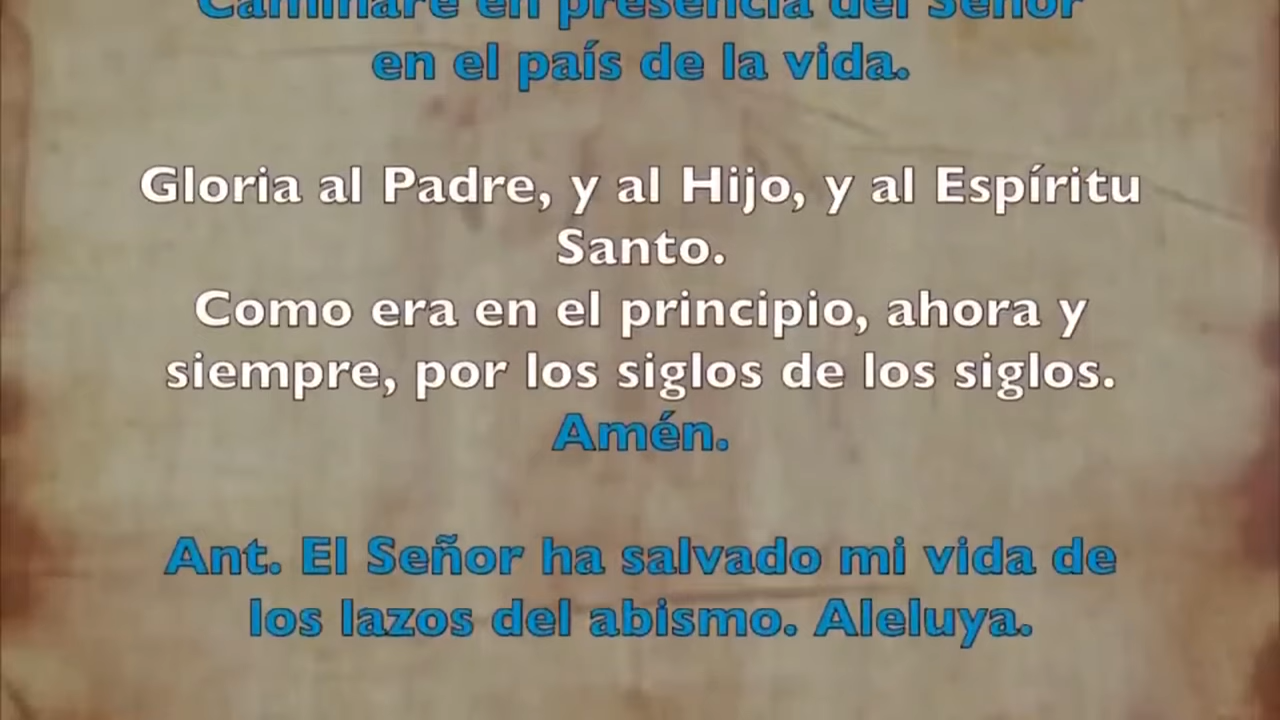 Caminaré en presencia del Señor
en el país de la vida.
Gloria al Padre, y al Hijo, y al Espíritu
Santo.
Como era en el principio, ahora y
siempre, por los siglos de los siglos.
Amén.
Ant. El Señor ha salvado mi vida de
los lazos del abismo. Aleluya.